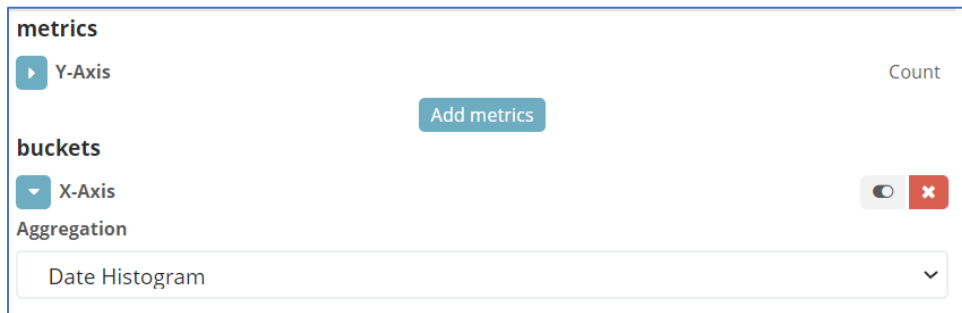 metrics
Y-Axis Count
Add metrics
buckets
X-Axis
Aggregation
Date Histogram